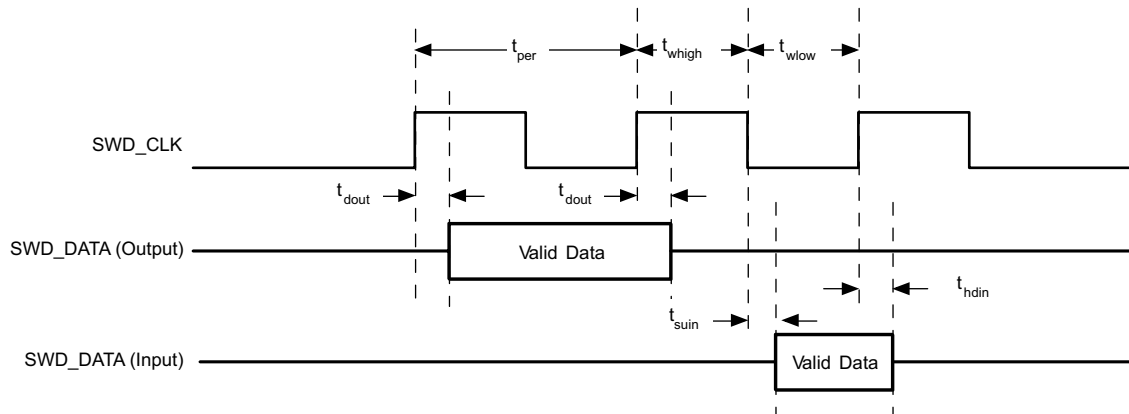 t_per t_whigh t_wlow
SWD_CLK
t_dout t_dout
SWD_DATA (Output) Valid Data
t_hdin
t_suin
SWD_DATA (Input) Valid Data